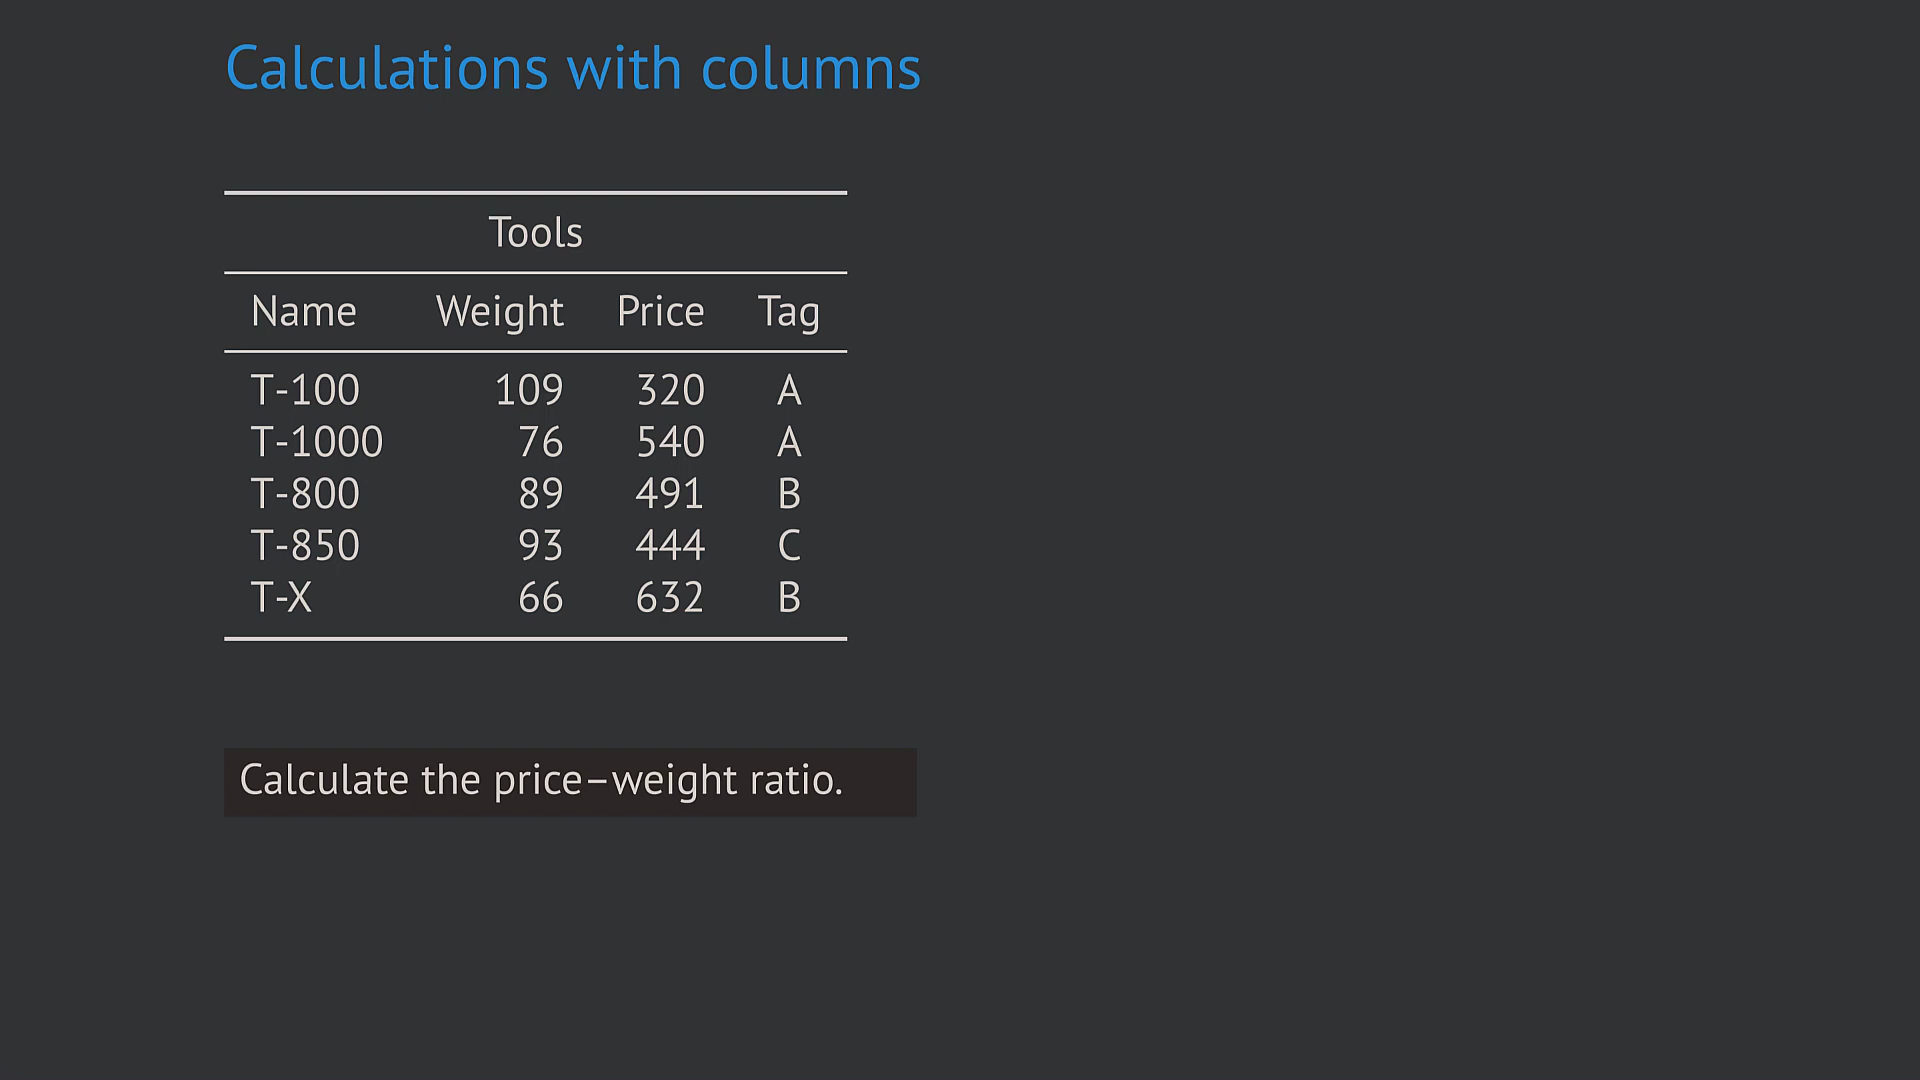 Calculations with columns
Tools
Name Weight Price Tag
T-100 109 320 A
T-1000 76 540 A
T-800 89 491 B
T-850 93 444 C
T-X 66 632 B
Calculate the price–weight ratio.